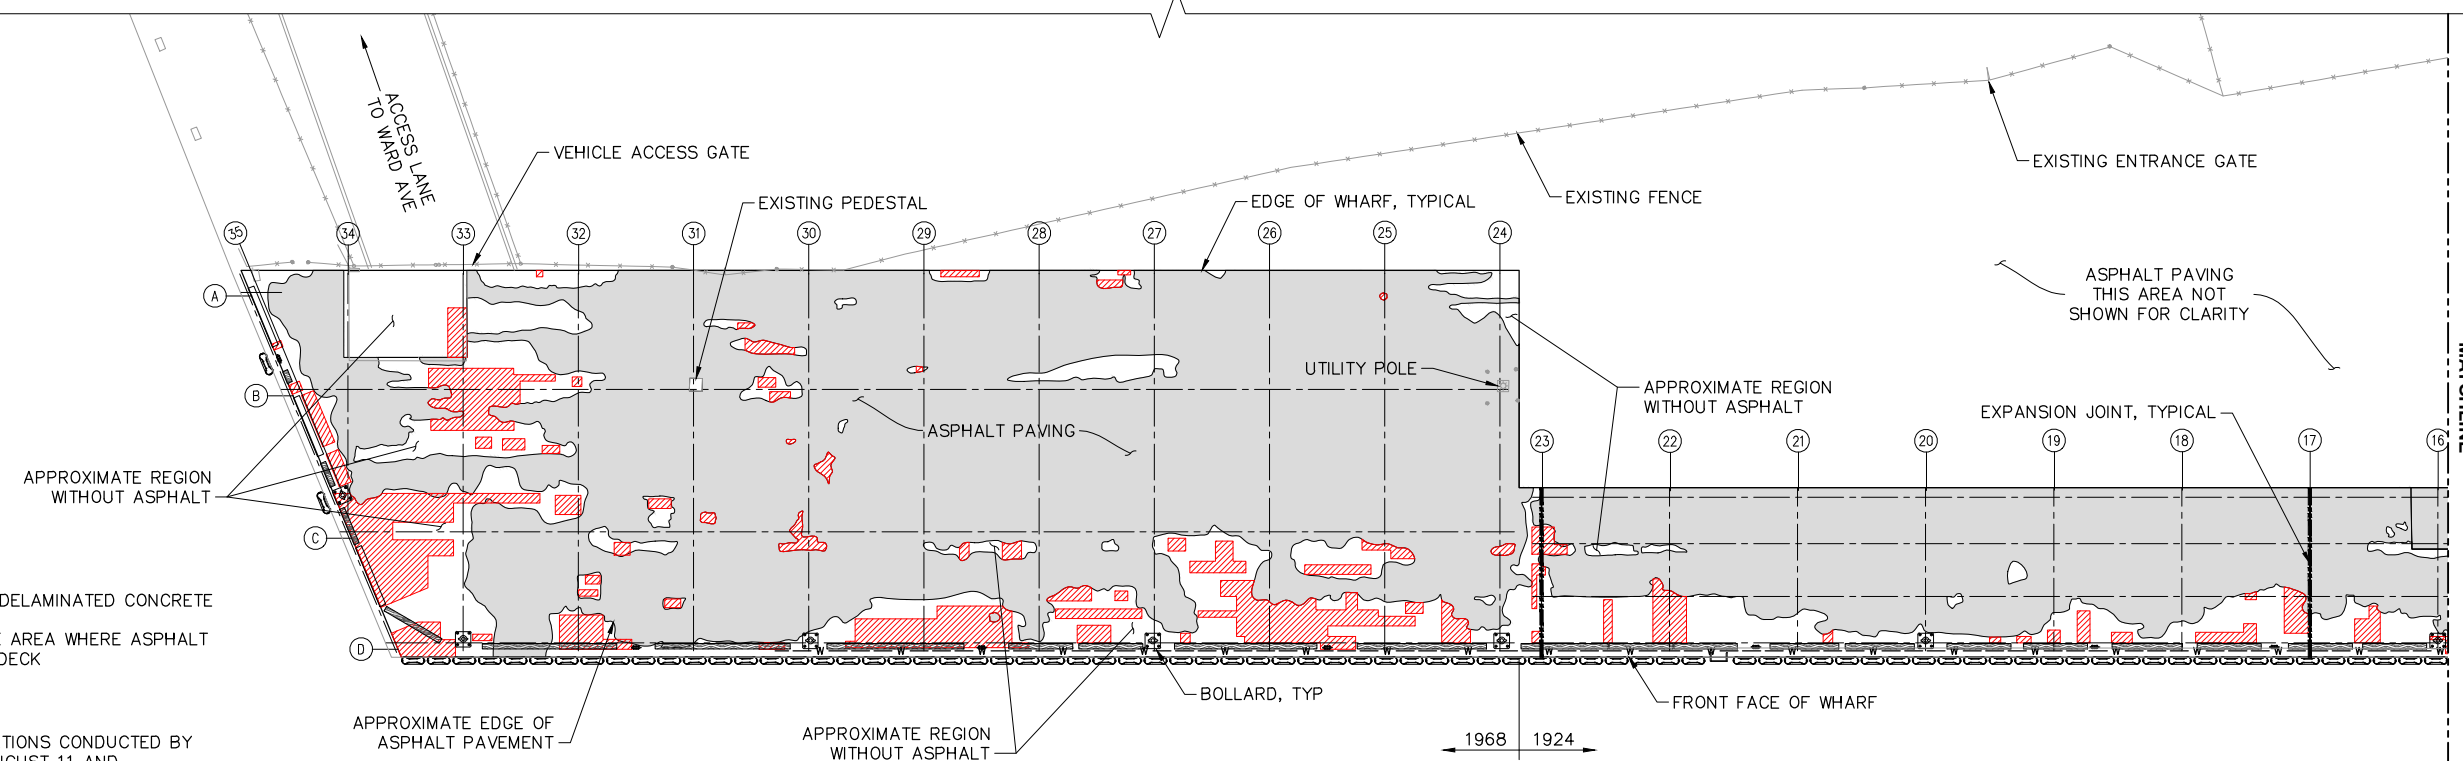 ACCESS LANE
TO WARD AVE
VEHICLE ACCESS GATE
EXISTING PEDESTAL
EDGE OF WHARF, TYPICAL
EXISTING FENCE
EXISTING ENTRANCE GATE
35
34
33
32
31
30
29
28
27
26
25
24
A
ASPHALT PAVING
THIS AREA NOT
SHOWN FOR CLARITY
UTILITY POLE
B
APPROXIMATE REGION
WITHOUT ASPHALT
EXPANSION JOINT, TYPICAL
ASPHALT PAVING
23
22
21
20
19
18
17
16
APPROXIMATE REGION
WITHOUT ASPHALT
C
DELAMINATED CONCRETE
AREA WHERE ASPHALT
DECK
D
BOLLARD, TYP
FRONT FACE OF WHARF
APPROXIMATE EDGE OF
ASPHALT PAVEMENT
APPROXIMATE REGION
WITHOUT ASPHALT
1968 1924
TIONS CONDUCTED BY